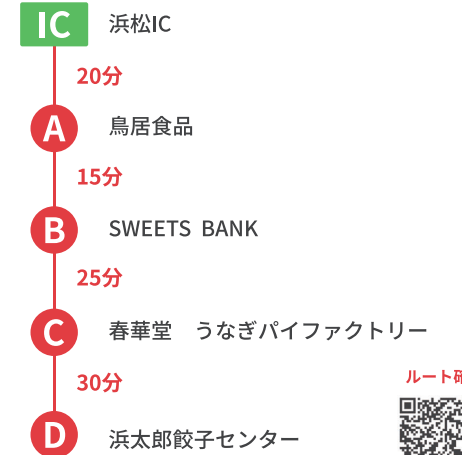 IC 浜松IC
20分
A 鳥居食品
15分
B SWEETS BANK
25分
C 春華堂　うなぎパイファクトリー
30分
ルート確
D 浜太郎餃子センター